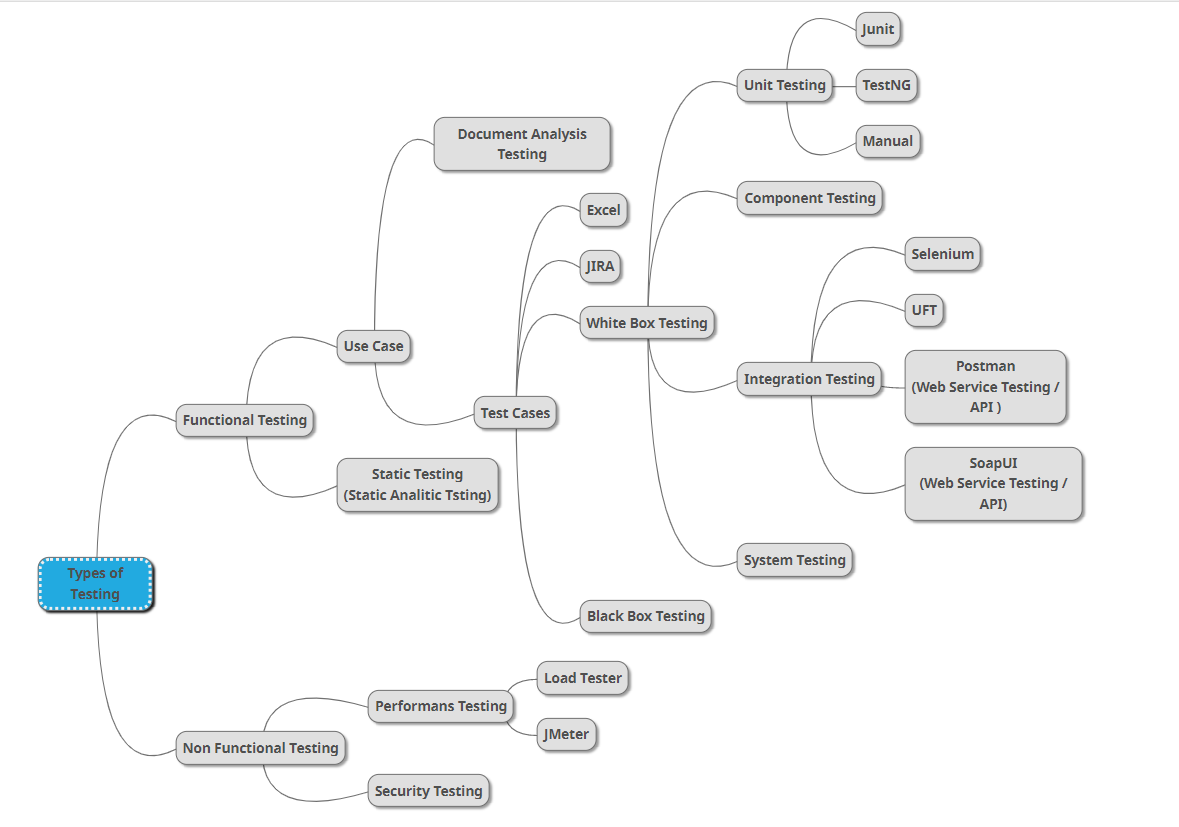 Junit
Unit Testing
TestNG
Document Analysis
Testing
Manual
Component Testing
Excel
Selenium
JIRA
UFT
White Box Testing
Use Case
Integration Testing
Postman
(Web Service Testing /
API )
Test Cases
Functional Testing
Static Testing
(Static Analitic Tsting)
SoapUI
(Web Service Testing /
API)
System Testing
Types of
Testing
Black Box Testing
Load Tester
Performans Testing
JMeter
Non Functional Testing
Security Testing